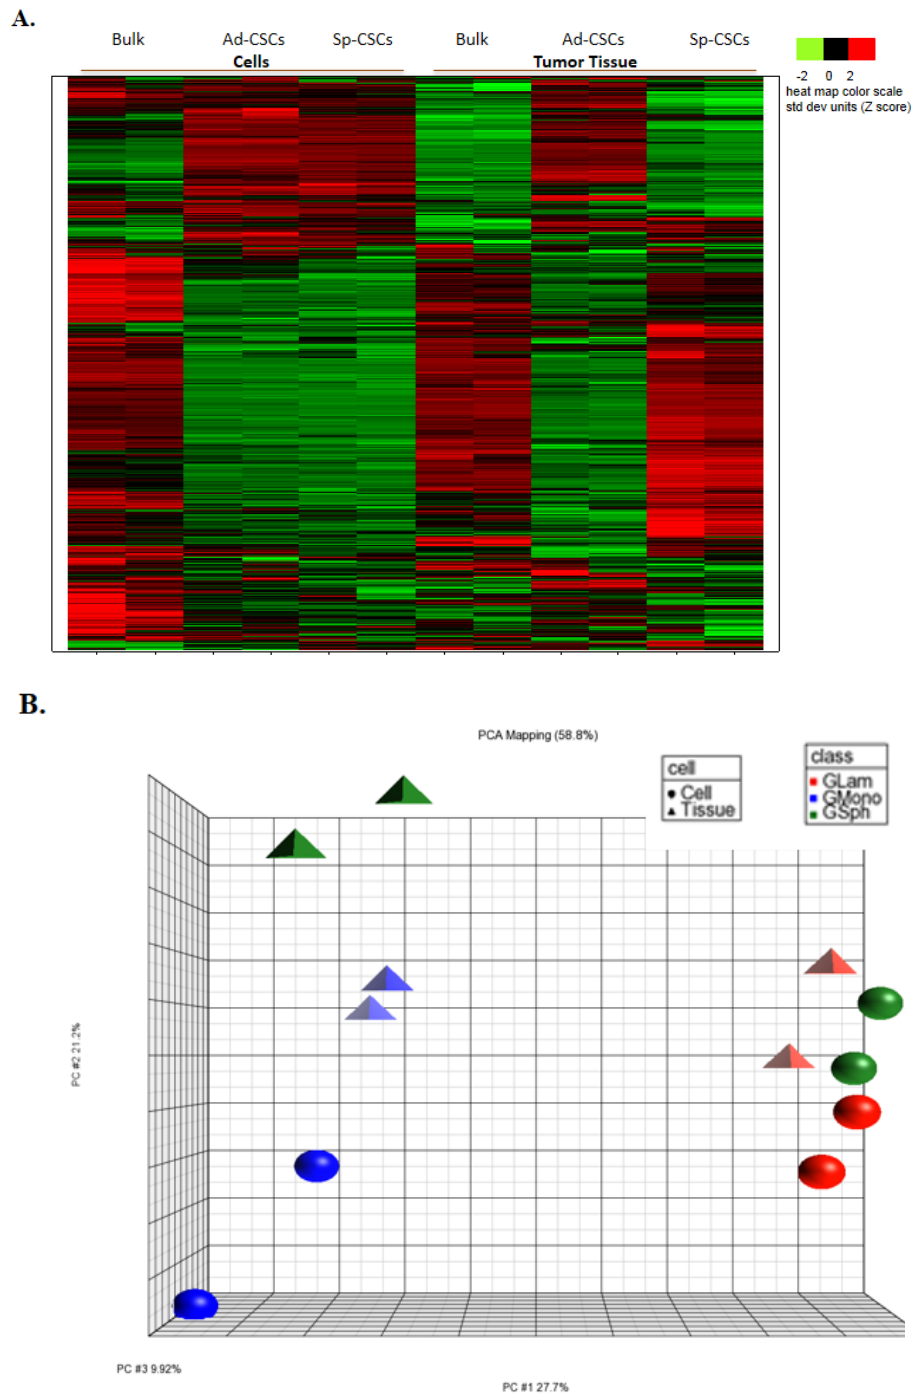 A.
Bulk Ad-CSCs Sp-CSCs Bulk Ad-CSCs Sp-CSCs
Cells Tumor Tissue
-2 0 2
heat map color scale
std dev units (Z score)
B.
PCA Mapping (58.8%)
cell
Cell
Tissue
class
GLam
GMono
GSph
PC #2 21.2%
PC #3 9.92%
PC #1 27.7%